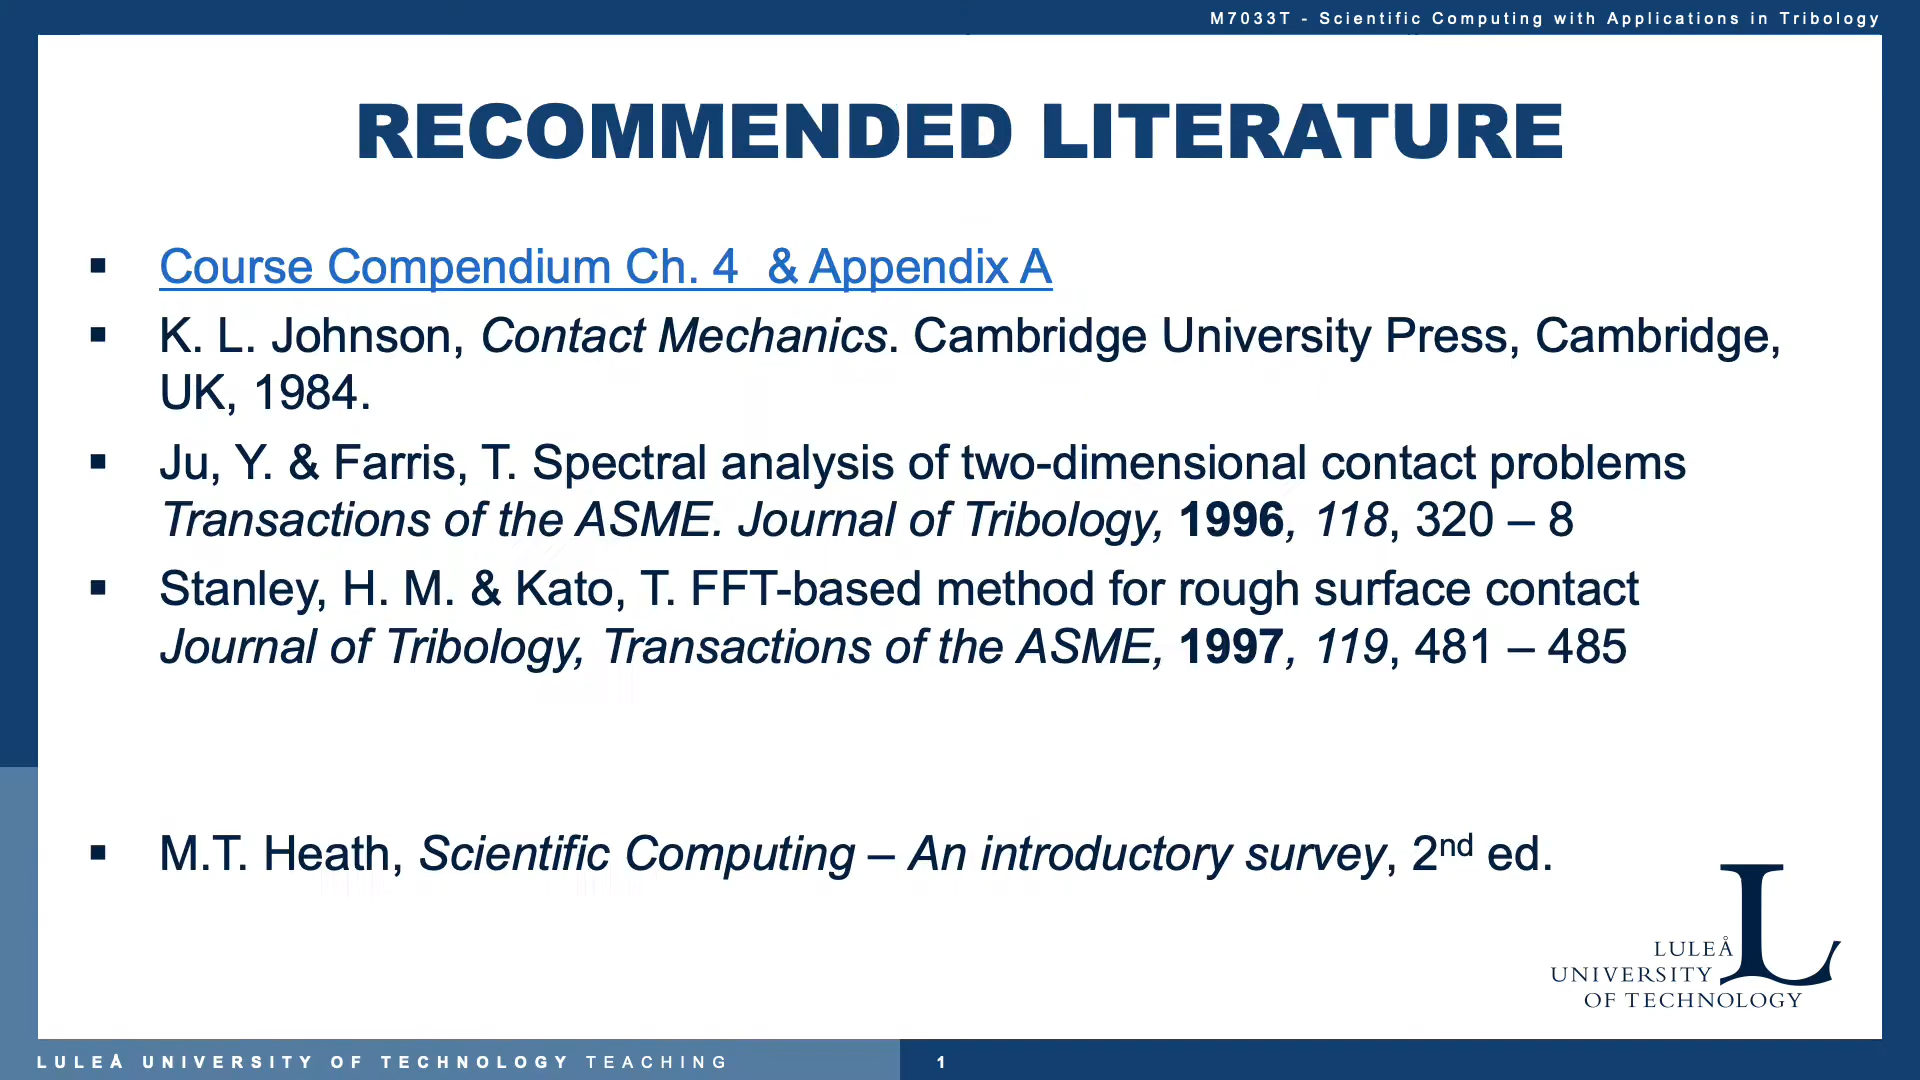 M7033T - Scientific Computing with Applications in Tribology
RECOMMENDED LITERATURE
▪ Course Compendium Ch. 4 & Appendix A
▪ K. L. Johnson, Contact Mechanics. Cambridge University Press, Cambridge,
UK, 1984.
▪ Ju, Y. & Farris, T. Spectral analysis of two-dimensional contact problems
Transactions of the ASME. Journal of Tribology, 1996, 118, 320 – 8
▪ Stanley, H. M. & Kato, T. FFT-based method for rough surface contact
Journal of Tribology, Transactions of the ASME, 1997, 119, 481 – 485
▪ M.T. Heath, Scientific Computing – An introductory survey, 2nd ed.
L
LULEÅ
UNIVERSITY
OF TECHNOLOGY
LULEÅ UNIVERSITY OF TECHNOLOGY TEACHING
1